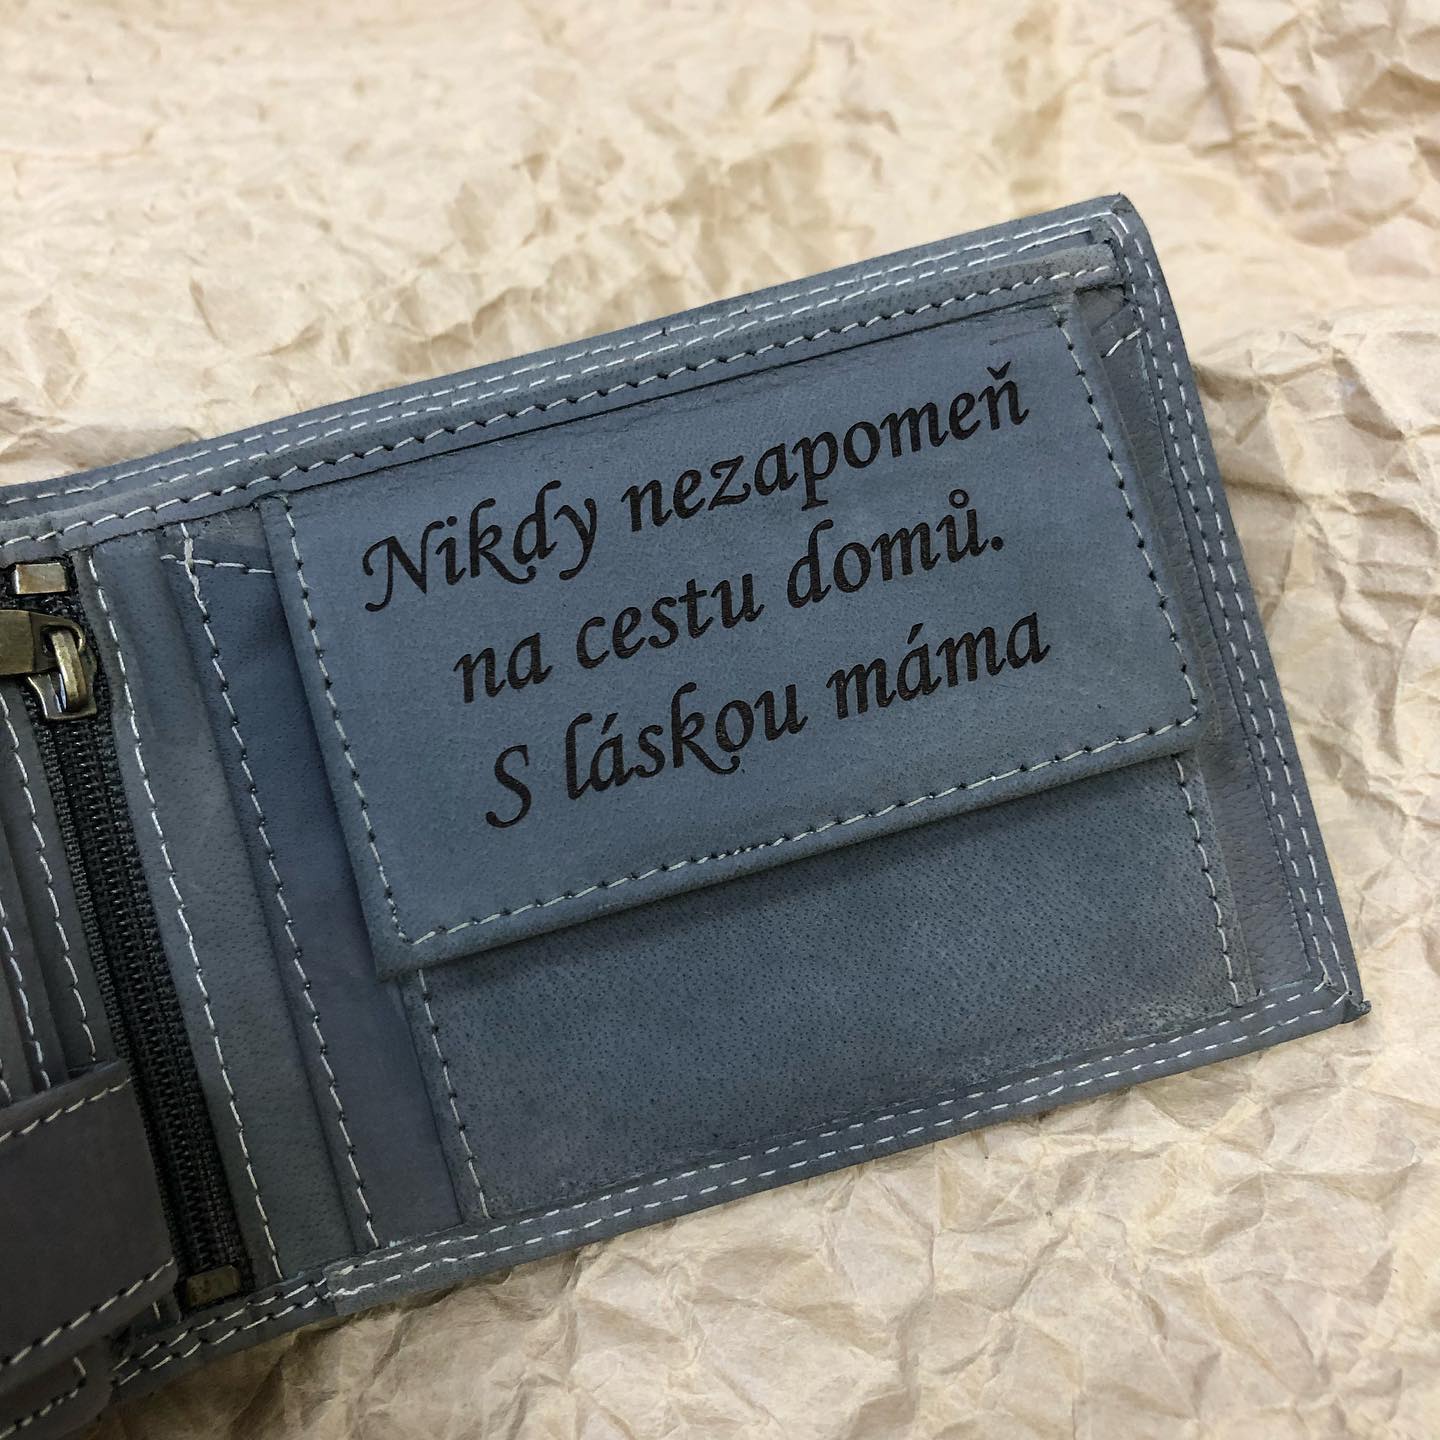 Nikdy nezapomeň
na cestu domů.
S láskou máma